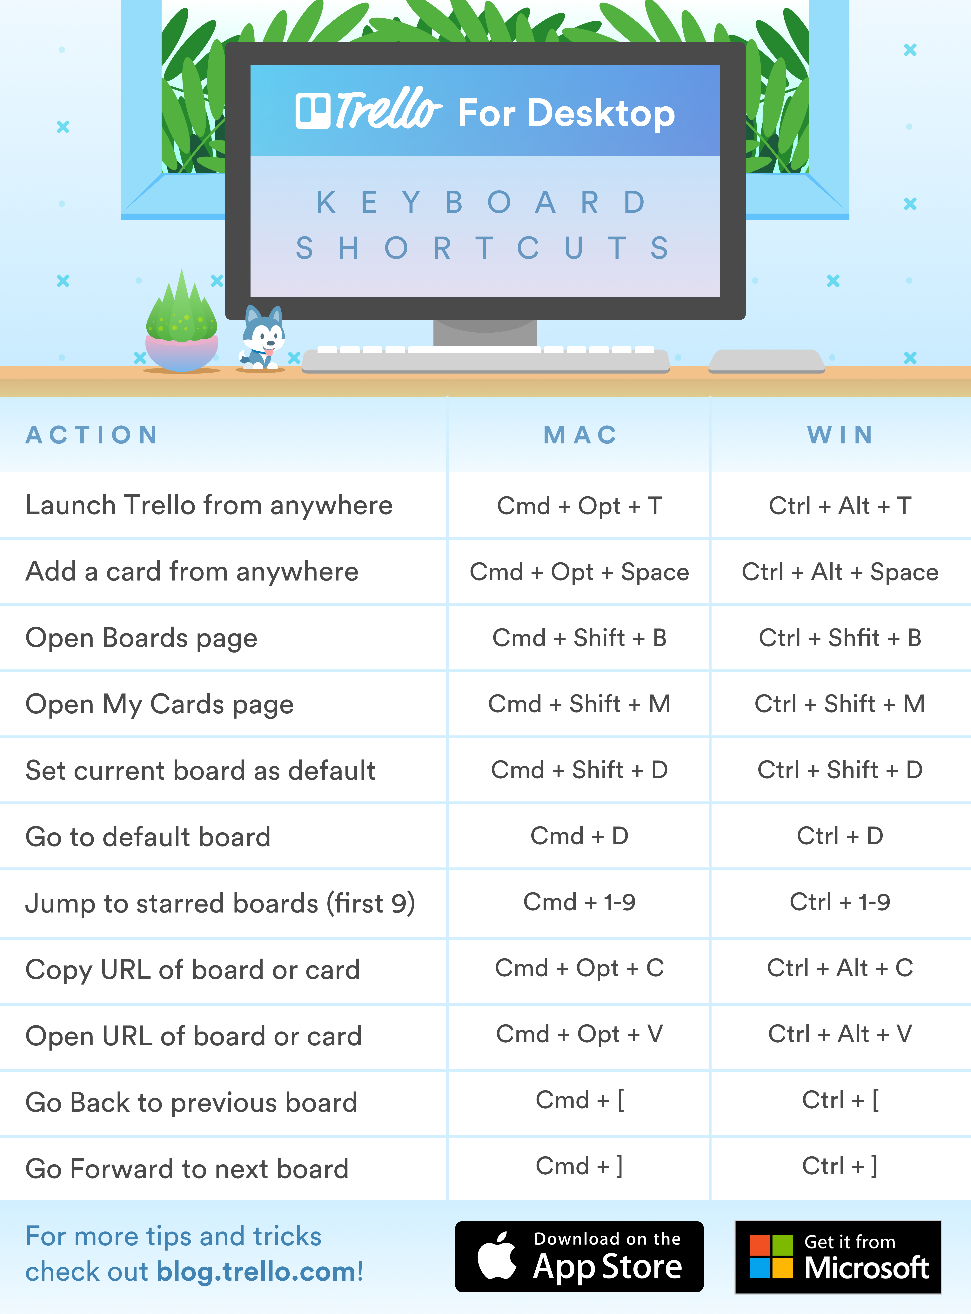 Trello For Desktop
KEYBOARD
SHORTCUTS
ACTION MAC WIN
Launch Trello from anywhere Cmd + Opt + T Ctrl + Alt + T
Add a card from anywhere Cmd + Opt + Space Ctrl + Alt + Space
Open Boards page Cmd + Shift + B Ctrl + Shfit + B
Open My Cards page Cmd + Shift + M Ctrl + Shift + M
Set current board as default Cmd + Shift + D Ctrl + Shift + D
Go to default board Cmd + D Ctrl + D
Jump to starred boards (first 9) Cmd + 1-9 Ctrl + 1-9
Copy URL of board or card Cmd + Opt + C Ctrl + Alt + C
Open URL of board or card Cmd + Opt + V Ctrl + Alt + V
Go Back to previous board Cmd + [ Ctrl + [
Go Forward to next board Cmd + ] Ctrl + ]
For more tips and tricks
check out blog.trello.com!
Download on the
App Store
Get it from
Microsoft